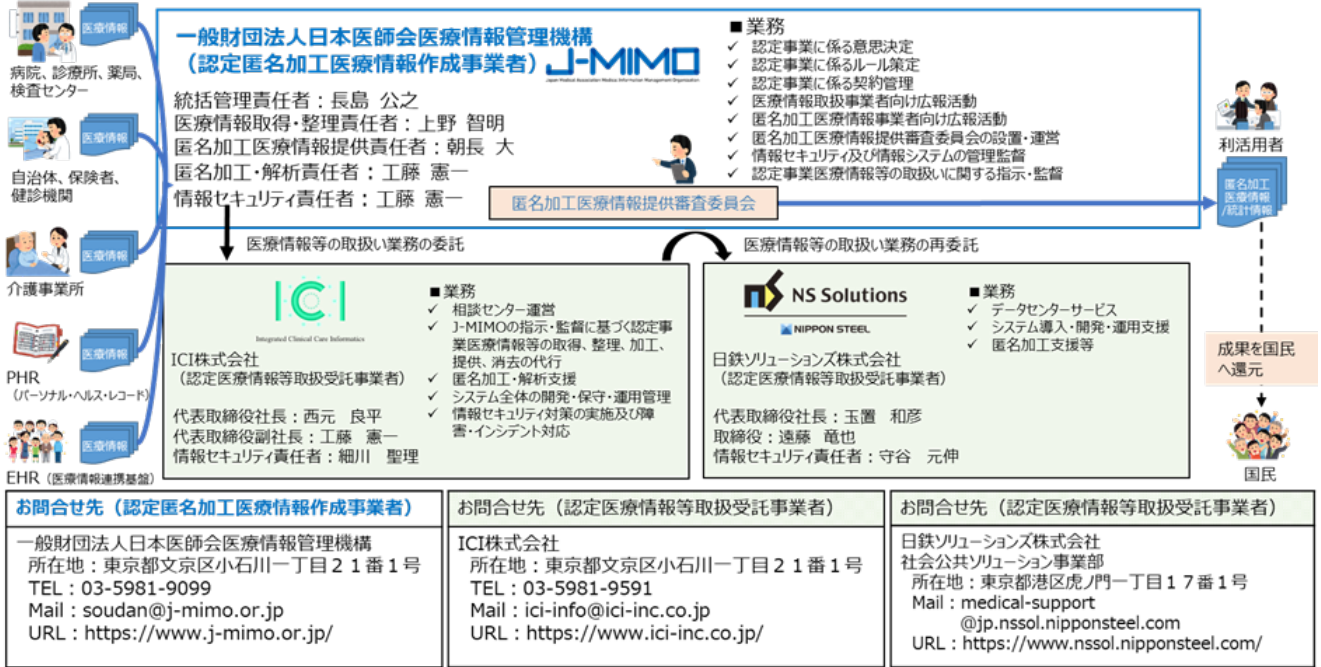 医療情報
病院、診療所、薬局、
検査センター
医療情報
自治体、保険者、
健診機関
医療情報
介護事業所
医療情報
PHR
（パーソナル・ヘルス・レコード）
医療情報
EHR（医療情報連携基盤）
一般財団法人日本医師会医療情報管理機構
（認定匿名加工医療情報作成事業者）
J-MIMO
Japan Medical Association Medical Information Management Organization
統括管理責任者：長島 公之
医療情報取得・整理責任者：上野 智明
匿名加工医療情報提供責任者：朝長 大
匿名加工・解析責任者：工藤 憲一
情報セキュリティ責任者：工藤 憲一
■業務
✓ 認定事業に係る意思決定
✓ 認定事業に係るルール策定
✓ 認定事業に係る契約管理
✓ 医療情報取扱事業者向け広報活動
✓ 匿名加工医療情報事業者向け広報活動
✓ 匿名加工医療情報提供審査委員会の設置・運営
✓ 情報セキュリティ及び情報システムの管理監督
✓ 認定事業医療情報等の取扱いに関する指示・監督
匿名加工医療情報提供審査委員会
利活用者
匿名加工
医療情報
/統計情報
成果を国民
へ還元
国民
医療情報等の取扱い業務の委託
医療情報等の取扱い業務の再委託
ICI
Integrated Clinical Care Informatics
ICI株式会社
（認定医療情報等取扱受託事業者）
代表取締役社長：西元 良平
代表取締役副社長：工藤 憲一
情報セキュリティ責任者：細川 聖理
■業務
✓ 相談センター運営
✓ J-MIMOの指示・監督に基づく認定事
業医療情報等の取得、整理、加工、
提供、消去の代行
✓ 匿名加工・解析支援
✓ システム全体の開発・保守・運用管理
✓ 情報セキュリティ対策の実施及び障
害・インシデント対応
NS Solutions
NIPPON STEEL
日鉄ソリューションズ株式会社
（認定医療情報等取扱受託事業者）
代表取締役社長：玉置 和彦
取締役：遠藤 竜也
情報セキュリティ責任者：守谷 元伸
■業務
✓ データセンターサービス
✓ システム導入・開発・運用支援
✓ 匿名加工支援等
お問合せ先（認定匿名加工医療情報作成事業者）
一般財団法人日本医師会医療情報管理機構
所在地：東京都文京区小石川一丁目２１番１号
TEL：03-5981-9099
Mail：soudan@j-mimo.or.jp
URL：https://www.j-mimo.or.jp/
お問合せ先（認定医療情報等取扱受託事業者）
ICI株式会社
所在地：東京都文京区小石川一丁目２１番１号
TEL：03-5981-9591
Mail：ici-info@ici-inc.co.jp
URL：https://www.ici-inc.co.jp/
お問合せ先（認定医療情報等取扱受託事業者）
日鉄ソリューションズ株式会社
社会公共ソリューション事業部
所在地：東京都港区虎ノ門一丁目１７番１号
Mail：medical-support
@jp.nssol.nipponsteel.com
URL：https://www.nssol.nipponsteel.com/